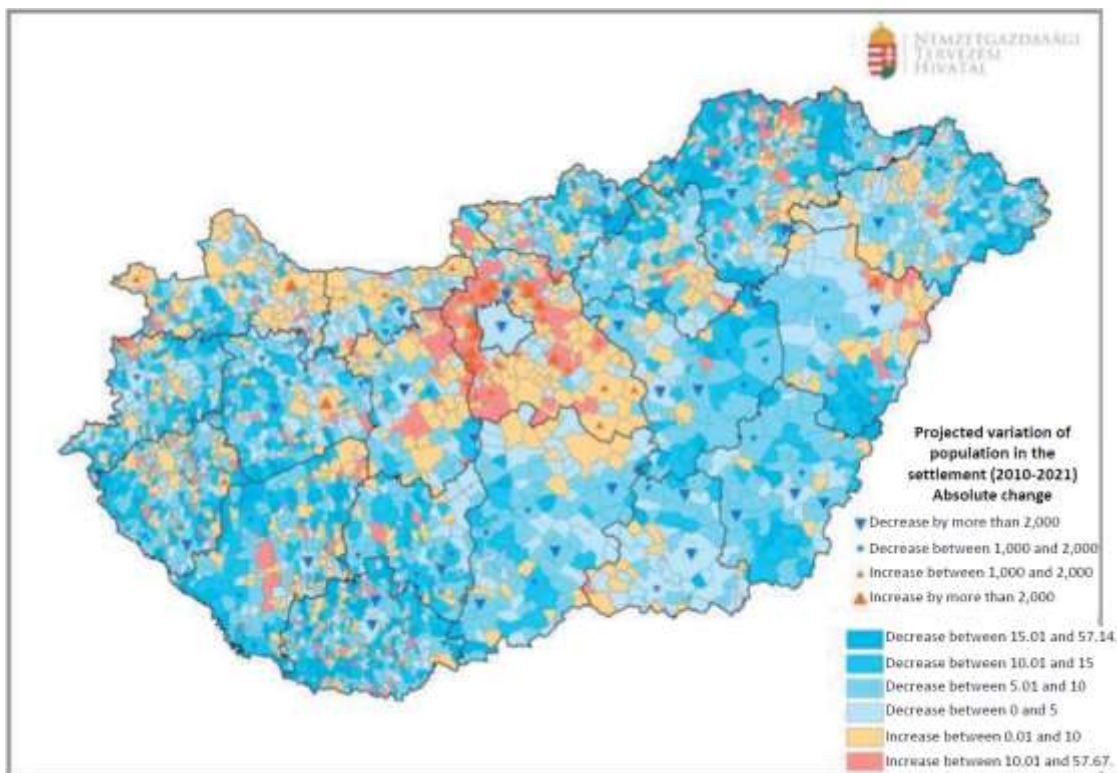 NEMZETGAZDASÁGI
TERVEZÉSI
HIVATAL
Projected variation of
population in the
settlement (2010-2021)
Absolute change
Decrease by more than 2,000
Decrease between 1,000 and 2,000
Increase between 1,000 and 2,000
Increase by more than 2,000
Decrease between 15.01 and 57.14.
Decrease between 10.01 and 15
Decrease between 5.01 and 10
Decrease between 0 and 5
Increase between 0.01 and 10
Increase between 10.01 and 57.67.